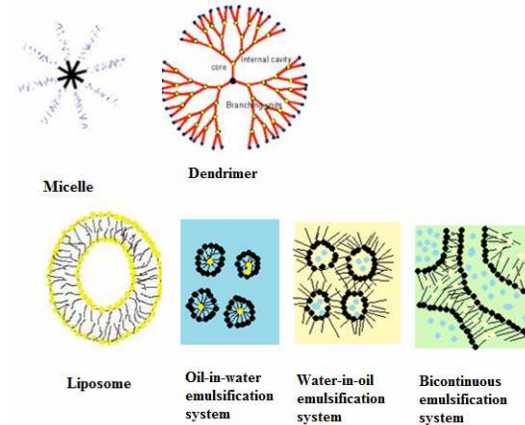 core
internal cavity
Branching units
Micelle
Dendrimer
Liposome
Oil-in-water
emulsification
system
Water-in-oil
emulsification
system
Bicontinuous
emulsification
system